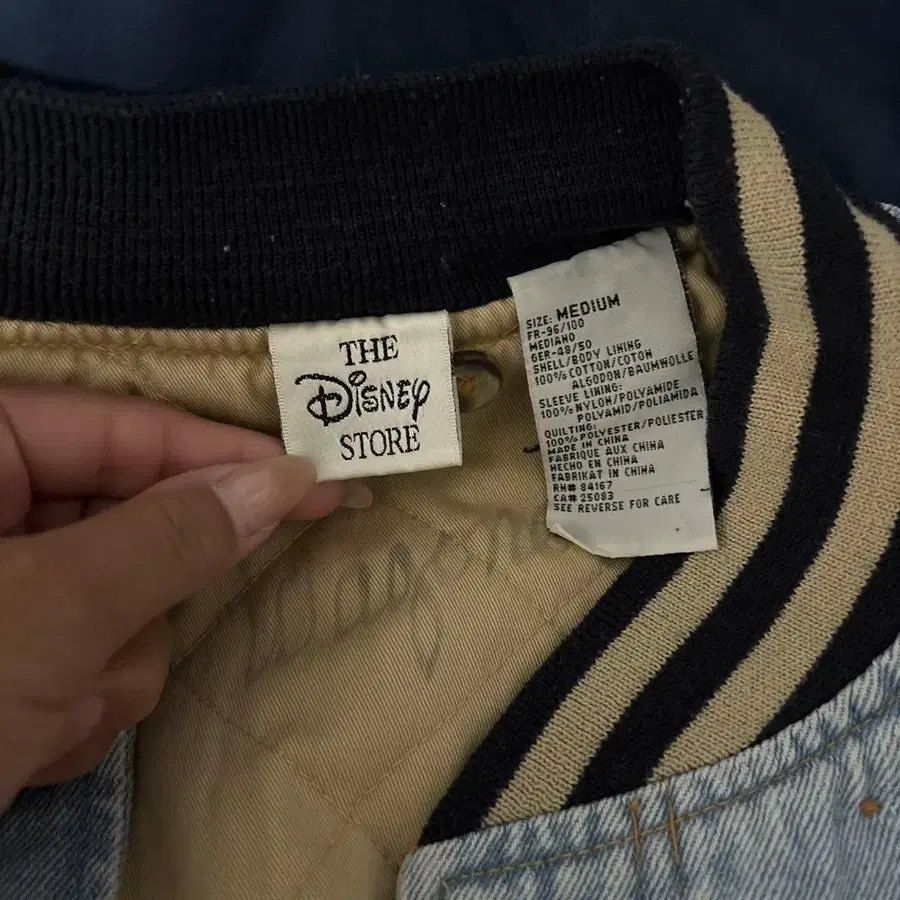 THE
Disney
STORE
SIZE: MEDIUM
FR-96/100
MEDIANO
GER-48/50
SHELL/BODY LINING
100% COTTON/COTON
ALGODON/BAUMWOLLE
SLEEVE LINING:
100% NYLON/POLYAMIDE
POLYAMID/POLIAMIDA
QUILTING:
100% POLYESTER/POLIESTER
MADE IN CHINA
FABRIQUE AUX CHINA
HECHO EN CHINA
FABRIKAT IN CHINA
RN# 84167
CA# 25083
SEE REVERSE FOR CARE